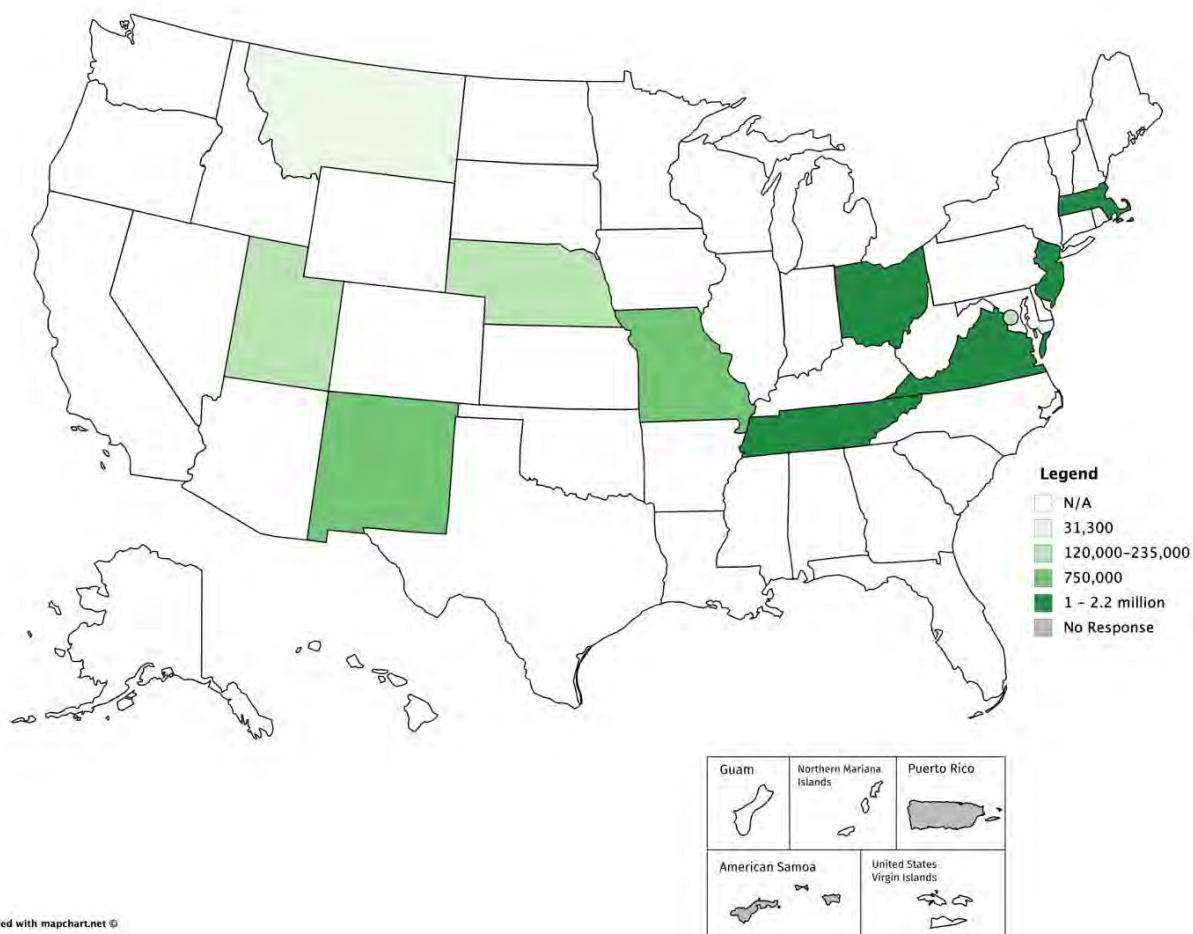 Legend
N/A
31,300
120,000-235,000
750,000
1 - 2.2 million
No Response
Guam
Northern Mariana
Islands
Puerto Rico
American Samoa
United States
Virgin Islands
ed with mapchart.net ©